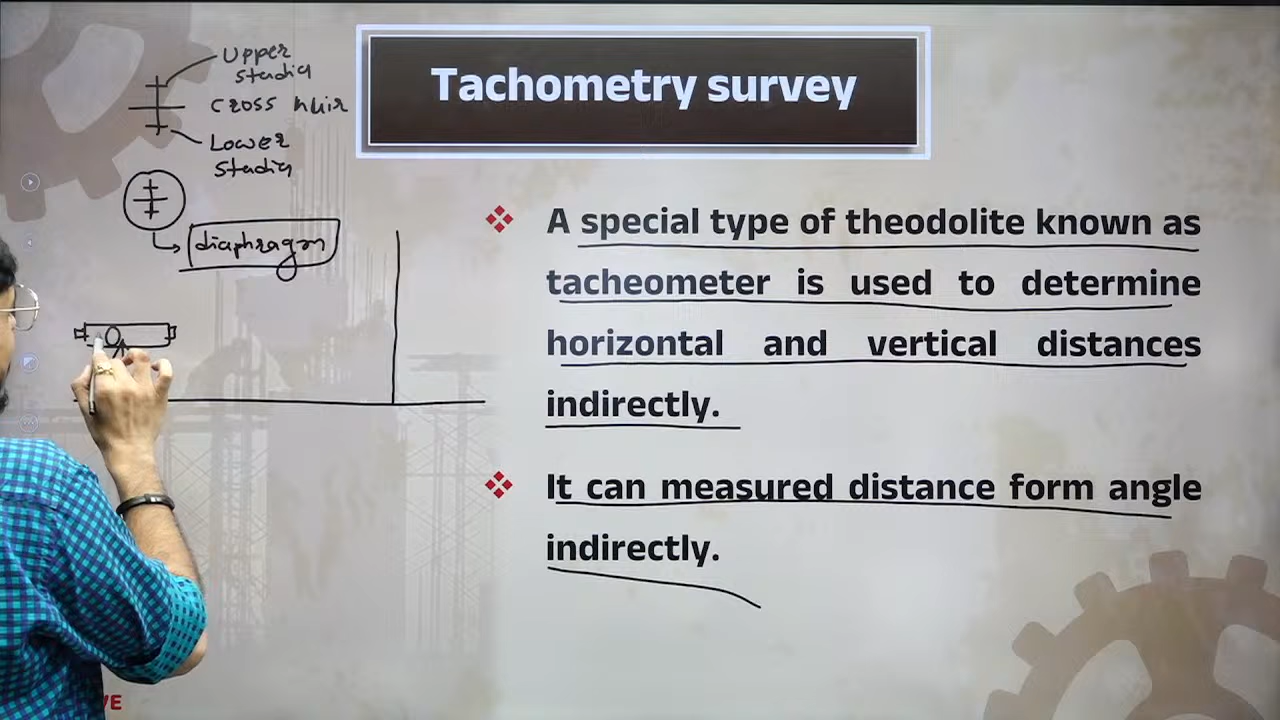 Upper
stadia
cross hair
Lower
stadia
diaphragm
Tachometry survey
A special type of theodolite known as
tacheometer is used to determine
horizontal and vertical distances
indirectly.
It can measured distance form angle
indirectly.
VE